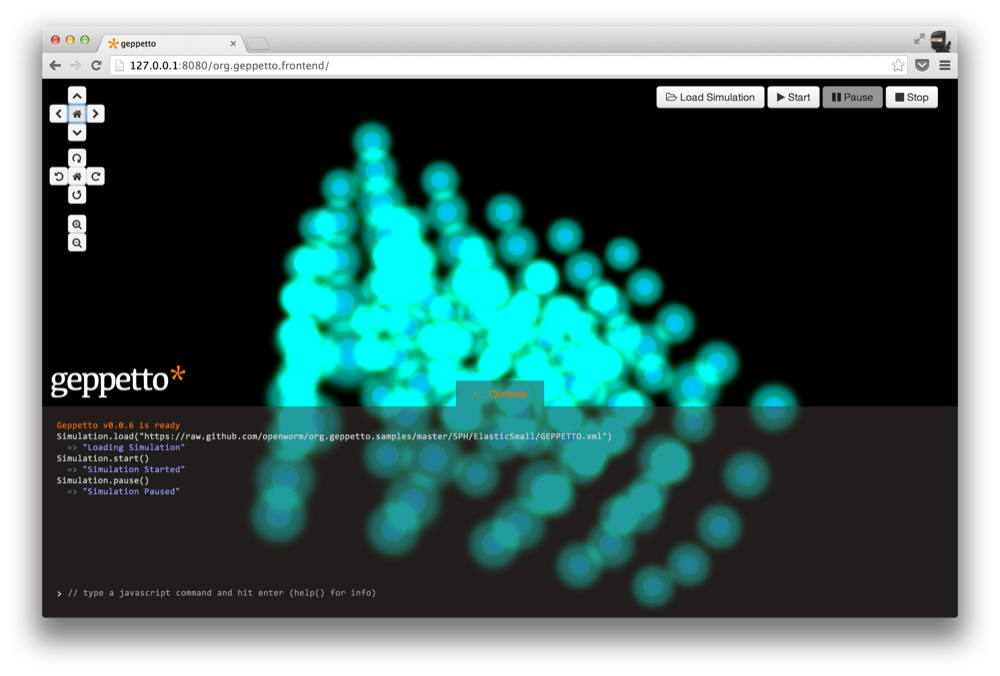 geppetto
127.0.0.1:8080/org.geppetto.frontend/
Load Simulation Start Pause Stop
geppetto*
>_ Console
Geppetto v0.0.6 is ready
Simulation.load("https://raw.github.com/openworm/org.geppetto.samples/master/SPH/ElasticSmall/GEPPETTO.xml")
=> "Loading Simulation"
Simulation.start()
=> "Simulation Started"
Simulation.pause()
=> "Simulation Paused"
> // type a javascript command and hit enter (help() for info)